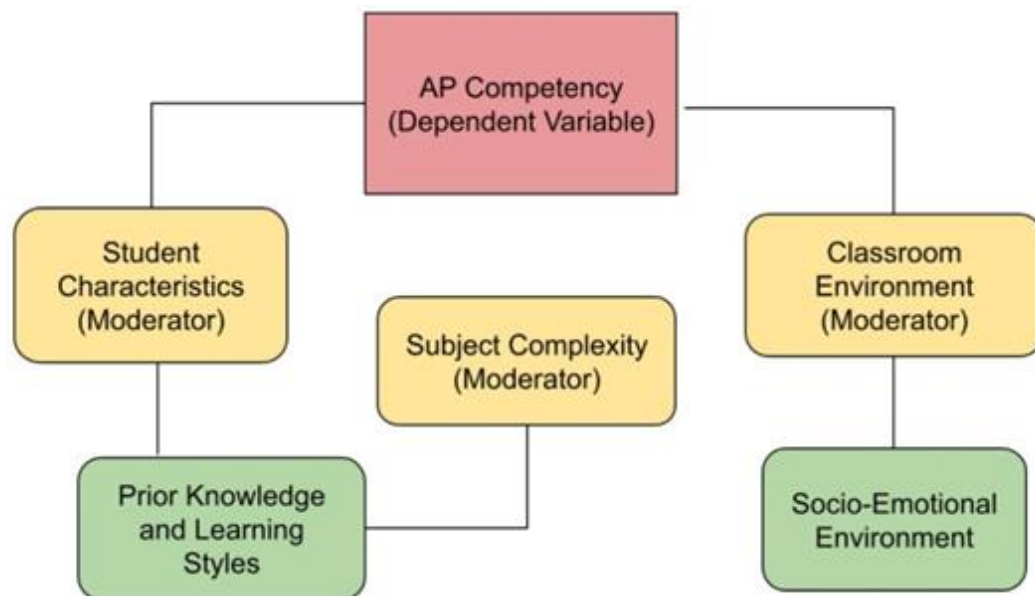 AP Competency
(Dependent Variable)
Student
Characteristics
(Moderator)
Classroom
Environment
(Moderator)
Subject Complexity
(Moderator)
Prior Knowledge
and Learning
Styles
Socio-Emotional
Environment